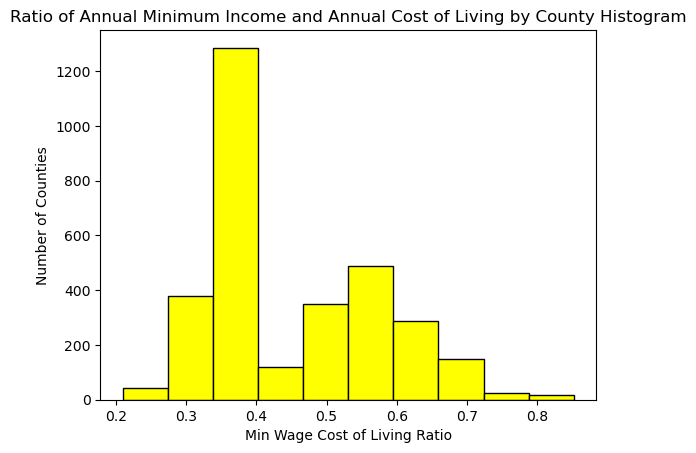 Ratio of Annual Minimum Income and Annual Cost of Living by County Histogram
1200
1000
800
600
400
200
0
Number of Counties
0.2 0.3 0.4 0.5 0.6 0.7 0.8
Min Wage Cost of Living Ratio